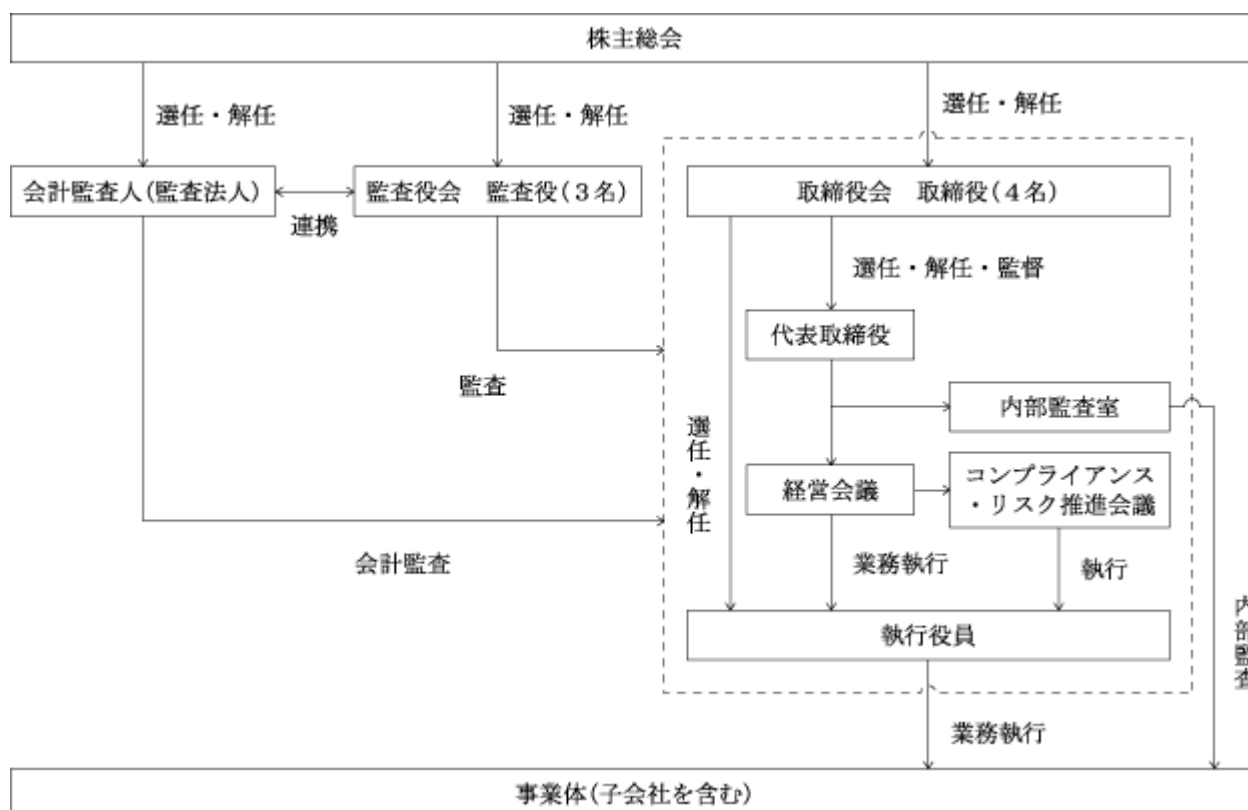 株主総会
選任・解任
選任・解任
選任・解任
会計監査人(監査法人)
連携
監査役会　監査役(3名)
取締役会　取締役(4名)
選任・解任・監督
代表取締役
監査
内部監査室
選任・解任
経営会議
コンプライアンス
・リスク推進会議
会計監査
業務執行
執行
内部監査
執行役員
業務執行
事業体(子会社を含む)